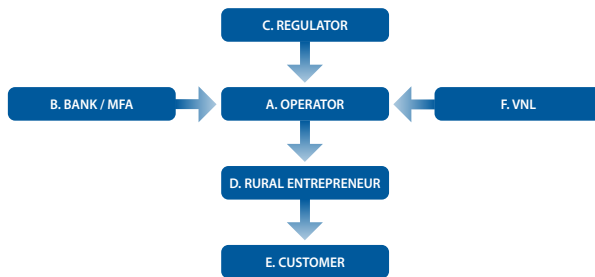 C. REGULATOR
B. BANK / MFA
A. OPERATOR
F. VNL
D. RURAL ENTREPRENEUR
E. CUSTOMER